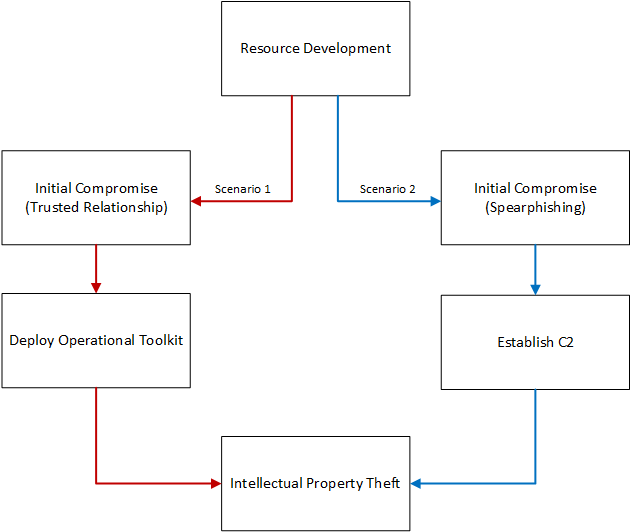 Resource Development
Scenario 1
Scenario 2
Initial Compromise
(Trusted Relationship)
Initial Compromise
(Spearphishing)
Deploy Operational Toolkit
Establish C2
Intellectual Property Theft